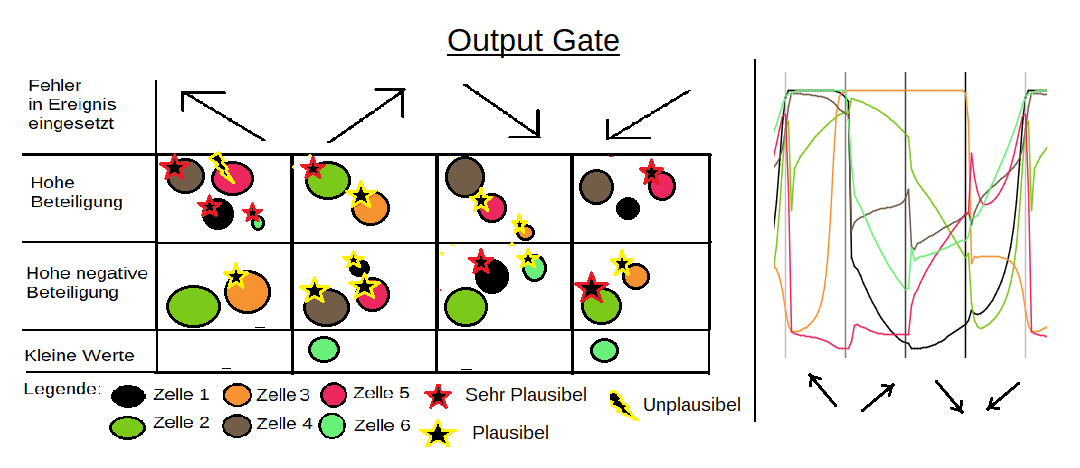 Output Gate
Fehler
in Ereignis
eingesetzt
Hohe
Beteiligung
Hohe negative
Beteiligung
Kleine Werte
Legende:
Zelle 1
Zelle 3
Zelle 5
Sehr Plausibel
Unplausibel
Zelle 2
Zelle 4
Zelle 6
Plausibel